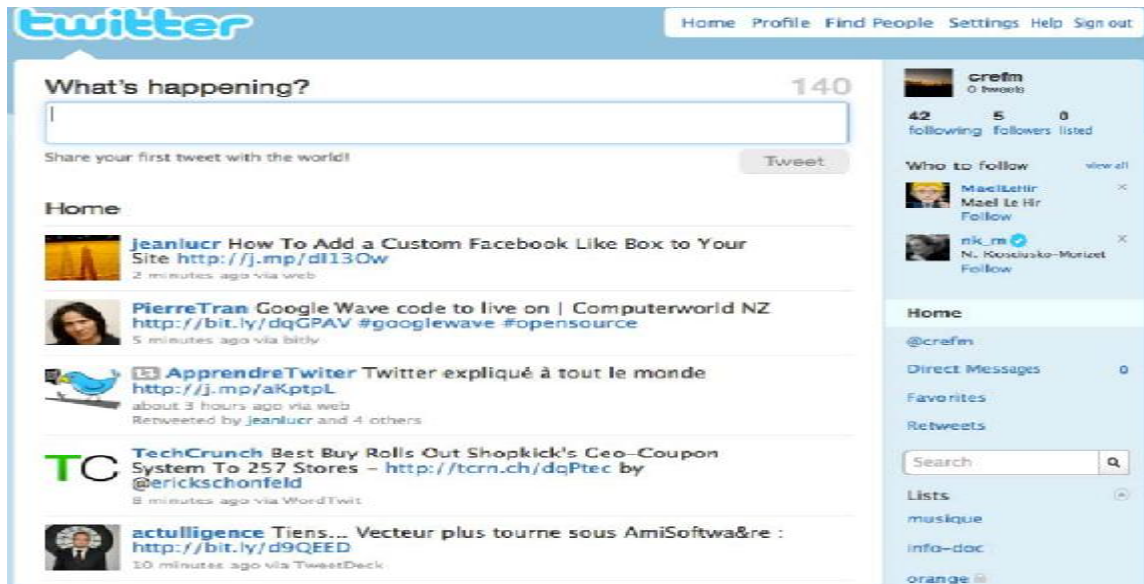 twitter
Home Profile Find People Settings Help Sign out
What's happening?
140
Share your first tweet with the world!
Tweet
Home
jeanlucr How To Add a Custom Facebook Like Box to Your
Site http://j.mp/dl13Ow
2 minutes ago via web
PierreTran Google Wave code to live on | Computerworld NZ
http://bit.ly/dqGPAV #googlewave #opensource
5 minutes ago via bitly
ApprendreTwiter Twitter expliqué à tout le monde
http://j.mp/aKptpL
about 3 hours ago via web
Retweeted by jeanlucr and 4 others
TC
TechCrunch Best Buy Rolls Out Shopkick's Geo-Coupon
System To 257 Stores - http://tcrn.ch/dqPtec by
@erickschonfeld
8 minutes ago via WordTwit
actulligence Tiens... Vecteur plus tourne sous AmiSoftwa&re :
http://bit.ly/d9QEED
10 minutes ago via TweetDeck
crefm
0 tweets
42 5 0
following followers listed
Who to follow view all
MaelLeHir
Mael Le Hir
Follow
nk_m
N. Kosciusko-Morizet
Follow
Home
@crefm
Direct Messages 0
Favorites
Retweets
Search
Lists
musique
info-doc
orange